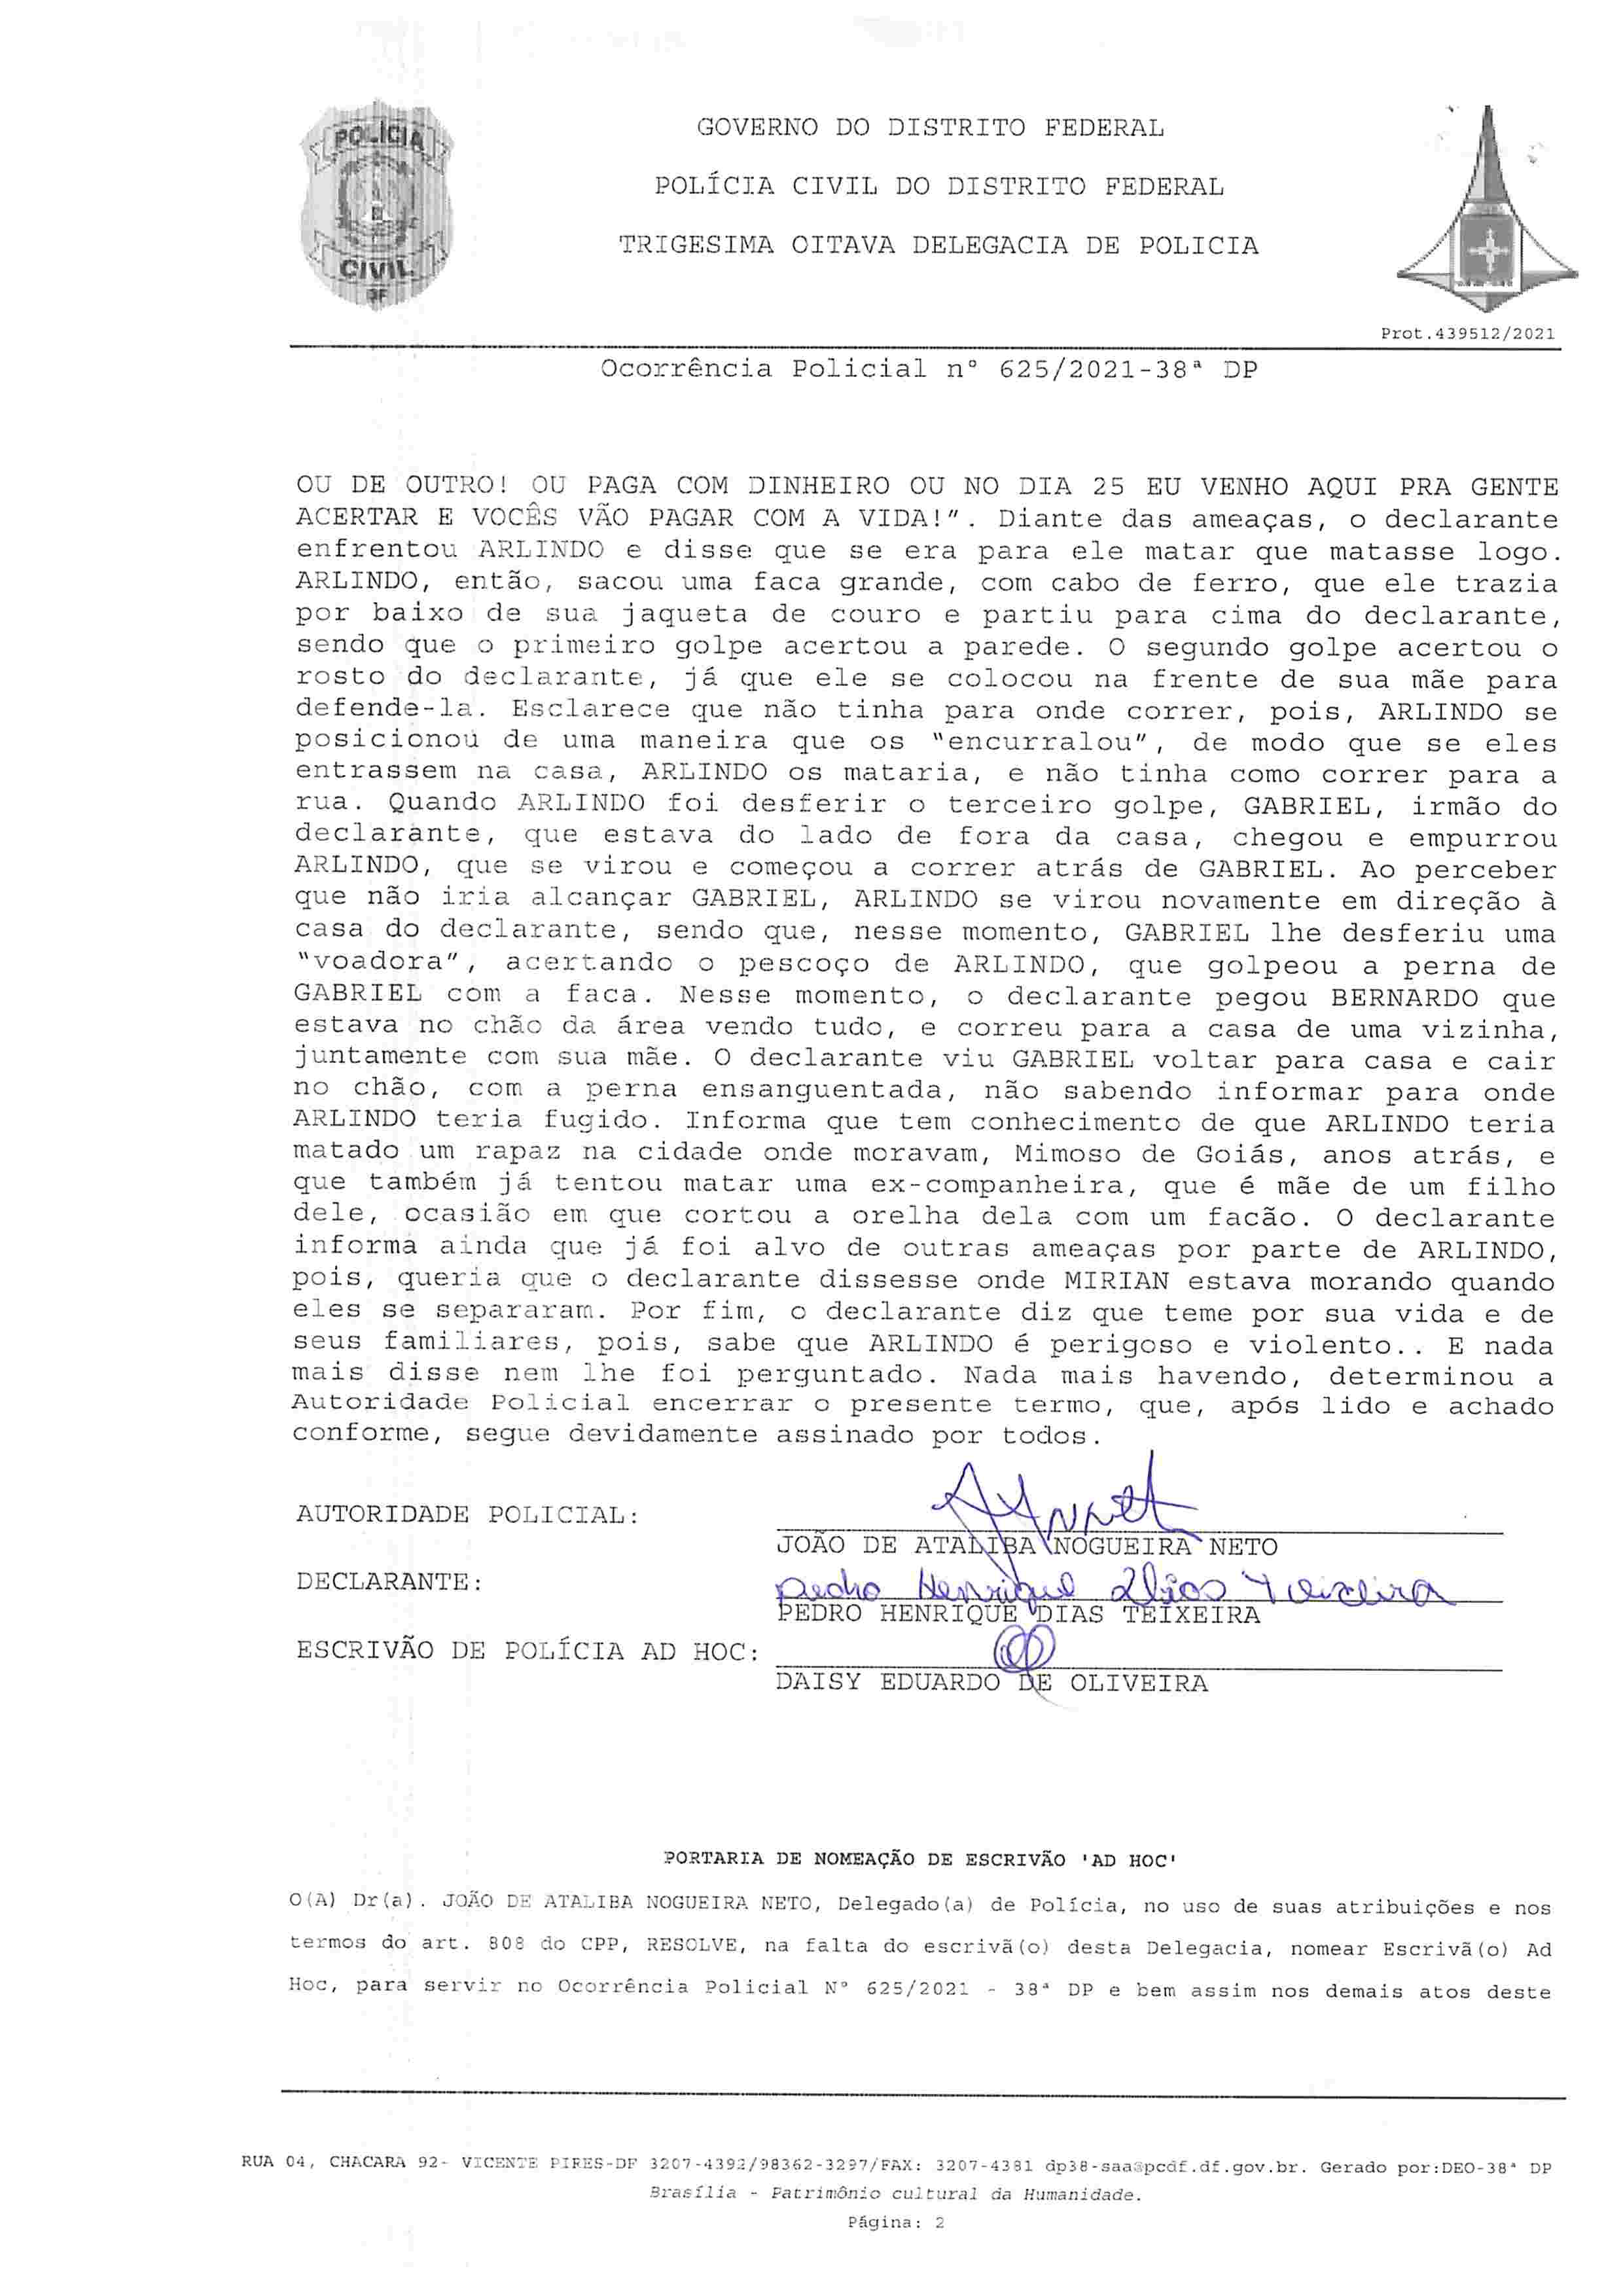 POLÍCIA
CIVIL
DF
GOVERNO DO DISTRITO FEDERAL
POLÍCIA CIVIL DO DISTRITO FEDERAL
TRIGESIMA OITAVA DELEGACIA DE POLICIA
Prot.439512/2021
Ocorrência Policial nº 625/2021-38ª DP
OU DE OUTRO! OU PAGA COM DINHEIRO OU NO DIA 25 EU VENHO AQUI PRA GENTE
ACERTAR E VOCÊS VÃO PAGAR COM A VIDA!". Diante das ameaças, o declarante
enfrentou ARLINDO e disse que se era para ele matar que matasse logo.
ARLINDO, então, sacou uma faca grande, com cabo de ferro, que ele trazia
por baixo de sua jaqueta de couro e partiu para cima do declarante,
sendo que o primeiro golpe acertou a parede. O segundo golpe acertou o
rosto do declarante, já que ele se colocou na frente de sua mãe para
defende-la. Esclarece que não tinha para onde correr, pois, ARLINDO se
posicionou de uma maneira que os "encurralou", de modo que se eles
entrassem na casa, ARLINDO os mataria, e não tinha como correr para a
rua. Quando ARLINDO foi desferir o terceiro golpe, GABRIEL, irmão do
declarante, que estava do lado de fora da casa, chegou e empurrou
ARLINDO, que se virou e começou a correr atrás de GABRIEL. Ao perceber
que não iria alcançar GABRIEL, ARLINDO se virou novamente em direção à
casa do declarante, sendo que, nesse momento, GABRIEL lhe desferiu uma
"voadora", acertando o pescoço de ARLINDO, que golpeou a perna de
GABRIEL com a faca. Nesse momento, o declarante pegou BERNARDO que
estava no chão da área vendo tudo, e correu para a casa de uma vizinha,
juntamente com sua mãe. O declarante viu GABRIEL voltar para casa e cair
no chão, com a perna ensanguentada, não sabendo informar para onde
ARLINDO teria fugido. Informa que tem conhecimento de que ARLINDO teria
matado um rapaz na cidade onde moravam, Mimoso de Goiás, anos atrás, e
que também já tentou matar uma ex-companheira, que é mãe de um filho
dele, ocasião em que cortou a orelha dela com um facão. O declarante
informa ainda que já foi alvo de outras ameaças por parte de ARLINDO,
pois, queria que o declarante dissesse onde MIRIAN estava morando quando
eles se separaram. Por fim, o declarante diz que teme por sua vida e de
seus familiares, pois, sabe que ARLINDO é perigoso e violento.. E nada
mais disse nem lhe foi perguntado. Nada mais havendo, determinou a
Autoridade Policial encerrar o presente termo, que, após lido e achado
conforme, segue devidamente assinado por todos.
AUTORIDADE POLICIAL:
JOÃO DE ATALIBA NOGUEIRA NETO
DECLARANTE:
Pedro Henrique Dias Teixeira
PEDRO HENRIQUE DIAS TEIXEIRA
ESCRIVÃO DE POLÍCIA AD HOC:
DAISY EDUARDO DE OLIVEIRA
PORTARIA DE NOMEAÇÃO DE ESCRIVÃO 'AD HOC'
O(A) Dr(a). JOÃO DE ATALIBA NOGUEIRA NETO, Delegado(a) de Polícia, no uso de suas atribuições e nos
termos do art. 808 do CPP, RESOLVE, na falta do escrivã(o) desta Delegacia, nomear Escrivã(o) Ad
Hoc, para servir no Ocorrência Policial Nº 625/2021 - 38ª DP e bem assim nos demais atos deste
RUA 04, CHACARA 92- VICENTE PIRES-DF 3207-4392/98362-3297/FAX: 3207-4381 dp38-saa@pcdf.df.gov.br. Gerado por:DEO-38ª DP
Brasília - Patrimônio cultural da Humanidade.
Página: 2